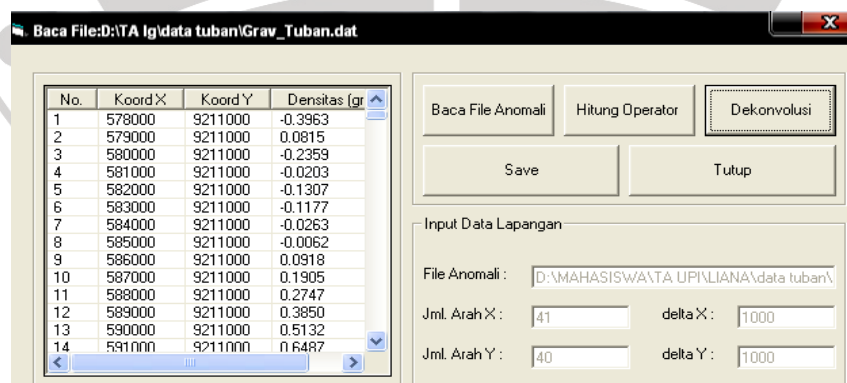 Baca File:D:\TA Ig\data tuban\Grav_Tuban.dat
No. Koord X Koord Y Densitas (gr
1 578000 9211000 -0.3963
2 579000 9211000 0.0815
3 580000 9211000 -0.2359
4 581000 9211000 -0.0203
5 582000 9211000 -0.1307
6 583000 9211000 -0.1177
7 584000 9211000 -0.0263
8 585000 9211000 -0.0062
9 586000 9211000 0.0918
10 587000 9211000 0.1905
11 588000 9211000 0.2747
12 589000 9211000 0.3850
13 590000 9211000 0.5132
14 591000 9211000 0.6487
Baca File Anomali Hitung Operator Dekonvolusi
Save Tutup
Input Data Lapangan
File Anomali : D:\MAHASISWA\TA UPI\LIANA\data tuban\
Jml. Arah X : 41 delta X : 1000
Jml. Arah Y : 40 delta Y : 1000